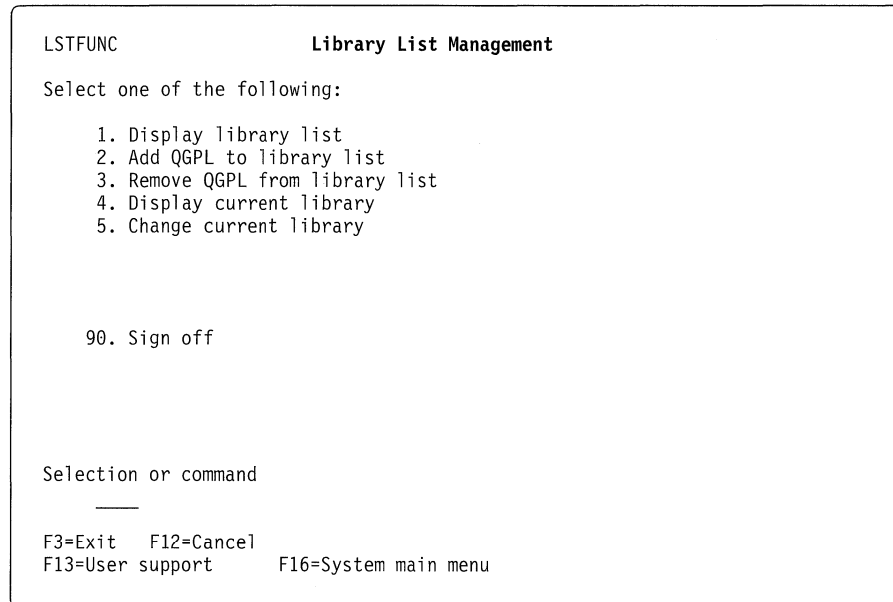 LSTFUNC Library List Management
Select one of the following:
1. Display library list
2. Add QGPL to library list
3. Remove QGPL from library list
4. Display current library
5. Change current library
90. Sign off
Selection or command
F3=Exit F12=Cancel
F13=User support F16=System main menu